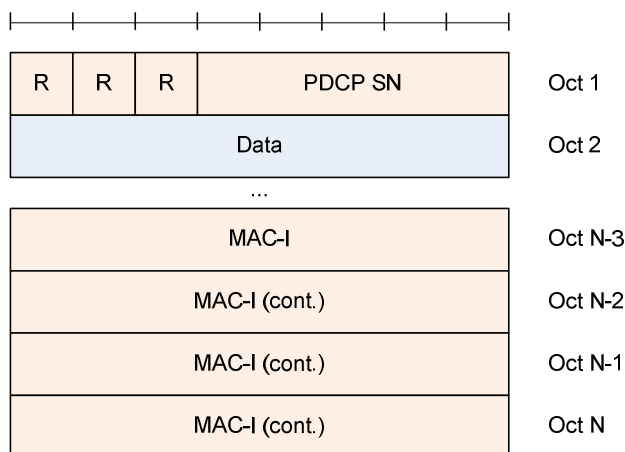 R R R PDCP SN Oct 1
Data Oct 2
...
MAC-I Oct N-3
MAC-I (cont.) Oct N-2
MAC-I (cont.) Oct N-1
MAC-I (cont.) Oct N